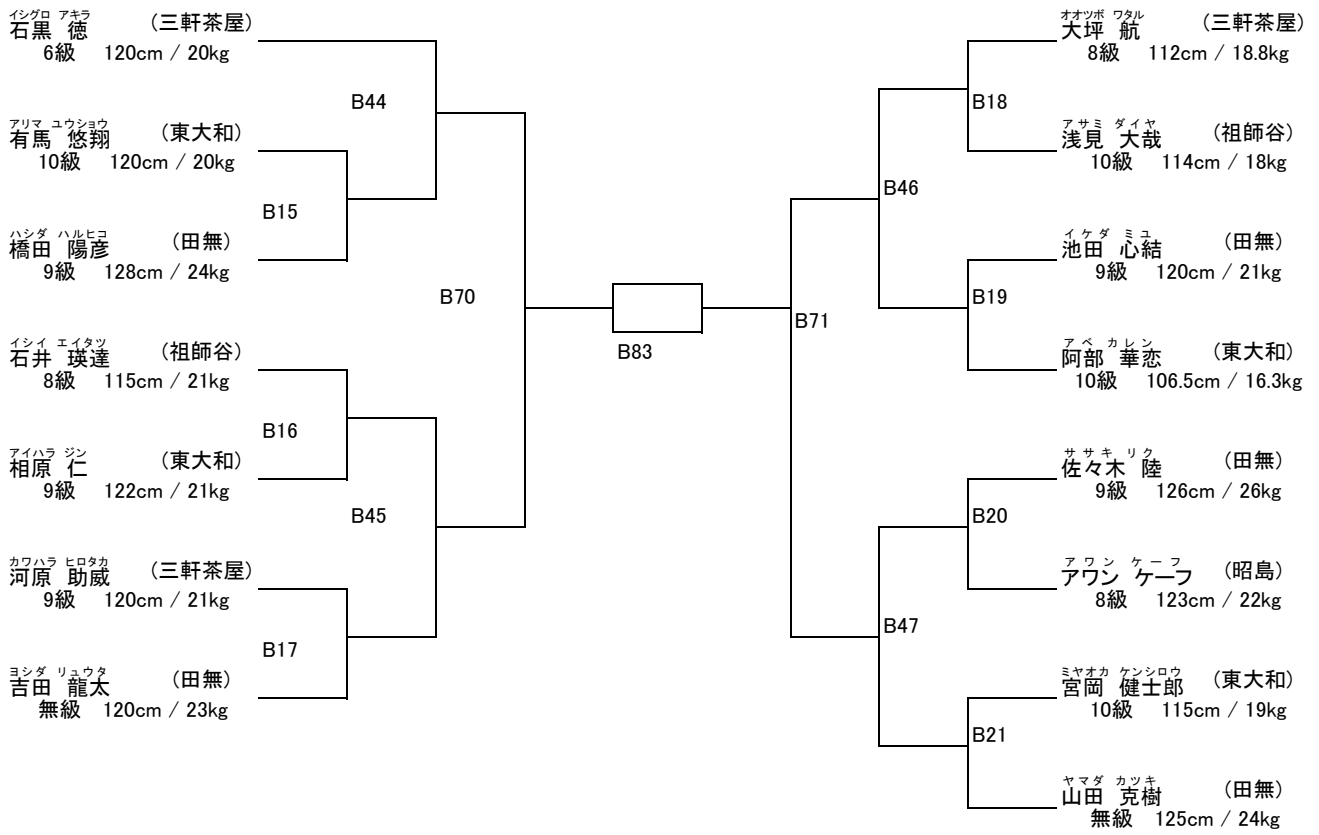 イシグロ アキラ
石黒 徳 (三軒茶屋)
6級 120cm / 20kg
B44
アリマ ユウショウ
有馬 悠翔 (東大和)
10級 120cm / 20kg
B15
ハシダ ハルヒコ
橋田 陽彦 (田無)
9級 128cm / 24kg
B70
イシイ エイタツ
石井 瑛達 (祖師谷)
8級 115cm / 21kg
B16
アイハラ ジン
相原 仁 (東大和)
9級 122cm / 21kg
B45
カワハラ ヒロタカ
河原 助威 (三軒茶屋)
9級 120cm / 21kg
B17
ヨシダ リュウタ
吉田 龍太 (田無)
無級 120cm / 23kg
B83
オオツボ ワタル
大坪 航 (三軒茶屋)
8級 112cm / 18.8kg
B18
アサミ ダイヤ
浅見 大哉 (祖師谷)
10級 114cm / 18kg
B46
イケダ ミユ
池田 心結 (田無)
9級 120cm / 21kg
B19
B71
アベ カレン
阿部 華恋 (東大和)
10級 106.5cm / 16.3kg
ササキ リク
佐々木 陸 (田無)
9級 126cm / 26kg
B20
アワン ケーフ
アワン ケーフ (昭島)
8級 123cm / 22kg
B47
ミヤオカ ケンシロウ
宮岡 健士郎 (東大和)
10級 115cm / 19kg
B21
ヤマダ カツキ
山田 克樹 (田無)
無級 125cm / 24kg